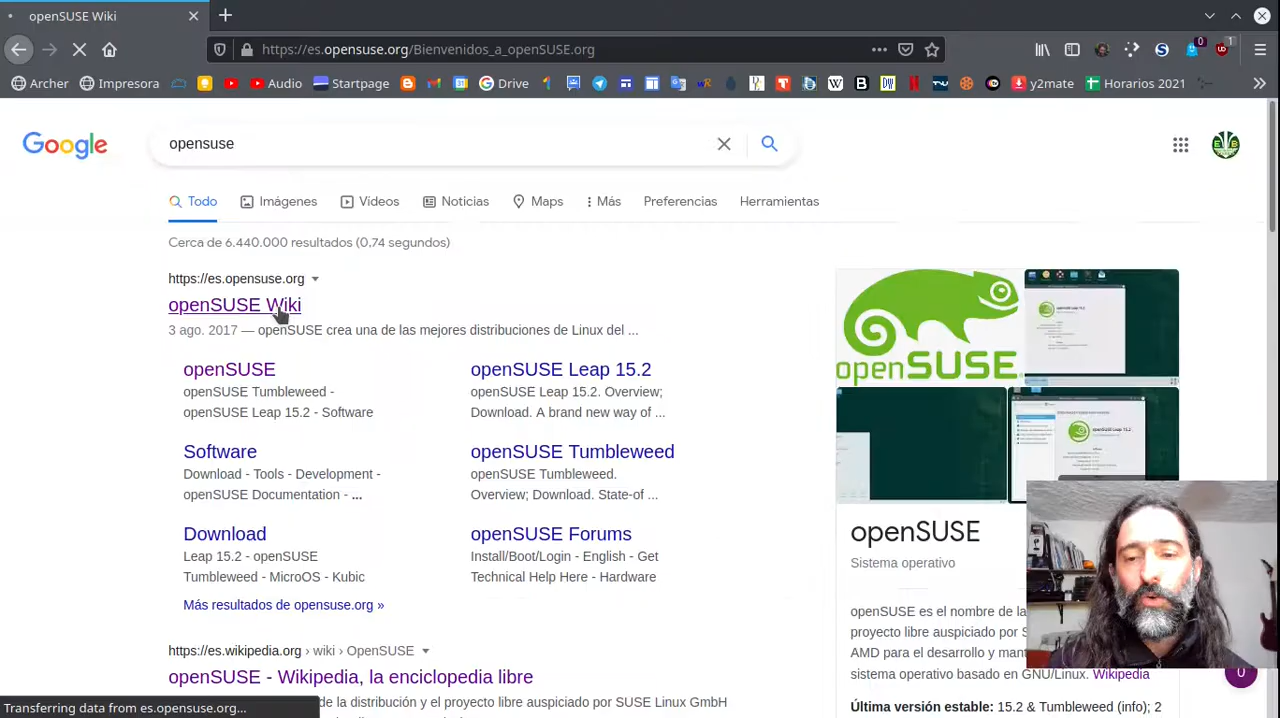 openSUSE Wiki
https://es.opensuse.org/Bienvenidos_a_openSUSE.org
0
1
Archer
Impresora
Audio
Startpage
Drive
y2mate
Horarios 2021
Google
opensuse
Todo
Imágenes
Videos
Noticias
Maps
Más
Preferencias
Herramientas
Cerca de 6.440.000 resultados (0,74 segundos)
https://es.opensuse.org
openSUSE Wiki
3 ago. 2017 — openSUSE crea una de las mejores distribuciones de Linux del ...
openSUSE
openSUSE Tumbleweed -
openSUSE Leap 15.2 - Software
openSUSE Leap 15.2
openSUSE Leap 15.2. Overview;
Download. A brand new way of ...
Software
Download - Tools - Development
openSUSE Documentation - ...
openSUSE Tumbleweed
openSUSE Tumbleweed.
Overview; Download. State-of ...
Download
Leap 15.2 - openSUSE
Tumbleweed - MicroOS - Kubic
openSUSE Forums
Install/Boot/Login - English - Get
Technical Help Here - Hardware
Más resultados de opensuse.org »
https://es.wikipedia.org › wiki › OpenSUSE
openSUSE - Wikipedia, la enciclopedia libre
de la distribución y el proyecto libre auspiciado por SUSE Linux GmbH
openSUSE
openSUSE
Sistema operativo
openSUSE es el nombre de la
proyecto libre auspiciado por S
AMD para el desarrollo y mant
sistema operativo basado en GNU/Linux. Wikipedia
Última versión estable: 15.2 & Tumbleweed (info); 2
0
Transferring data from es.opensuse.org...